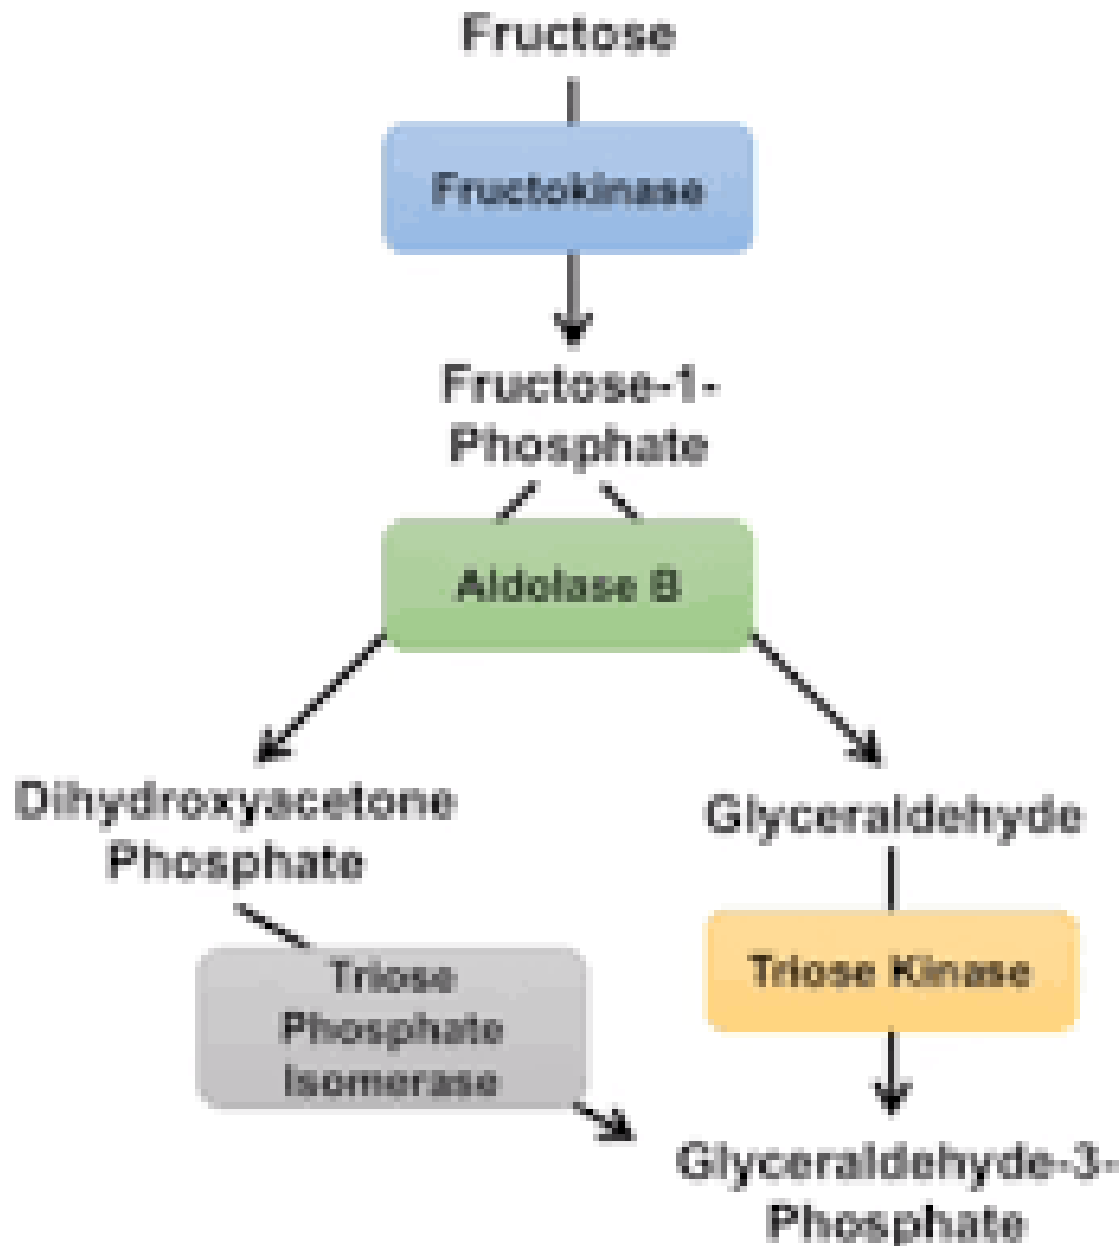 Fructose
Fructokinase
Fructose-1-
Phosphate
Aldolase B
Dihydroxyacetone
Phosphate
Glyceraldehyde
Triose
Phosphate
Isomerase
Triose Kinase
Glyceraldehyde-3-
Phosphate